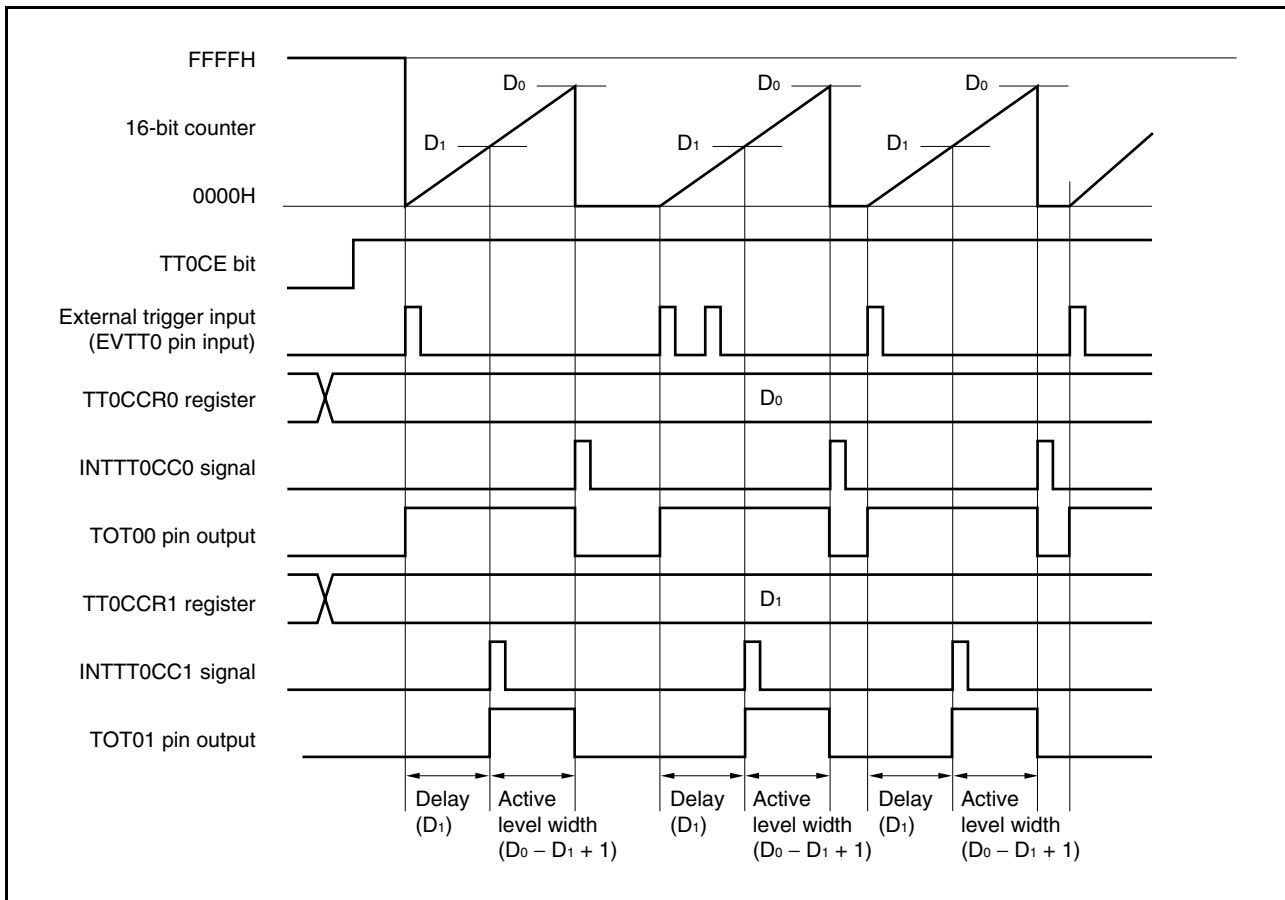 FFFFH
D0 D0 D0
16-bit counter
D1 D1 D1
0000H
TT0CE bit
External trigger input
(EVTT0 pin input)
TT0CCR0 register
D0
INTTT0CC0 signal
TOT00 pin output
TT0CCR1 register
D1
INTTT0CC1 signal
TOT01 pin output
Delay
(D1)
Active
level width
(D0 − D1 + 1)
Delay
(D1)
Active
level width
(D0 − D1 + 1)
Delay
(D1)
Active
level width
(D0 − D1 + 1)